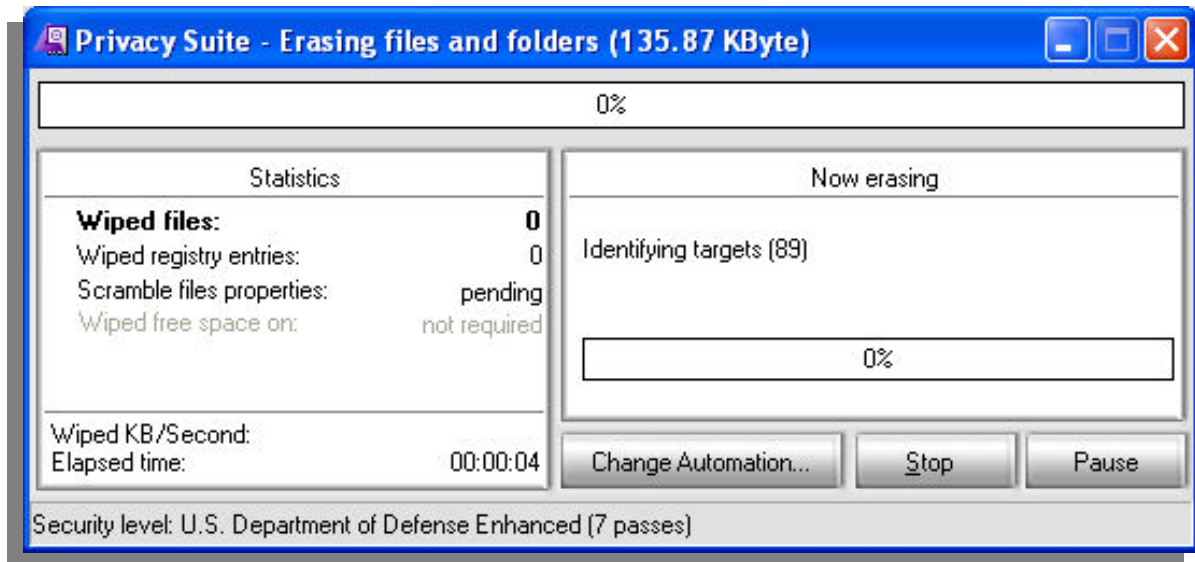 Privacy Suite - Erasing files and folders (135.87 KByte)
0%
Statistics
Wiped files: 0
Wiped registry entries: 0
Scramble files properties: pending
Wiped free space on: not required
Wiped KB/Second:
Elapsed time: 00:00:04
Now erasing
Identifying targets (89)
0%
Change Automation... Stop Pause
Security level: U.S. Department of Defense Enhanced (7 passes)